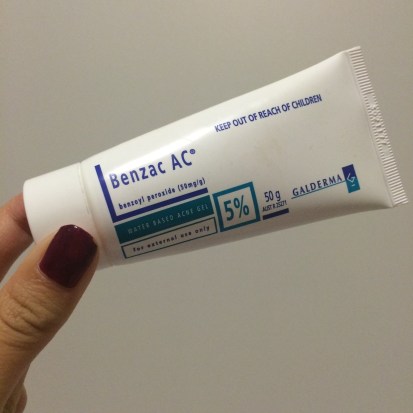 KEEP OUT OF REACH OF CHILDREN
Benzac AC®
benzoyl peroxide (50mg/g)
WATER BASED ACNE GEL
for external use only
5%
50 g
GALDERMA